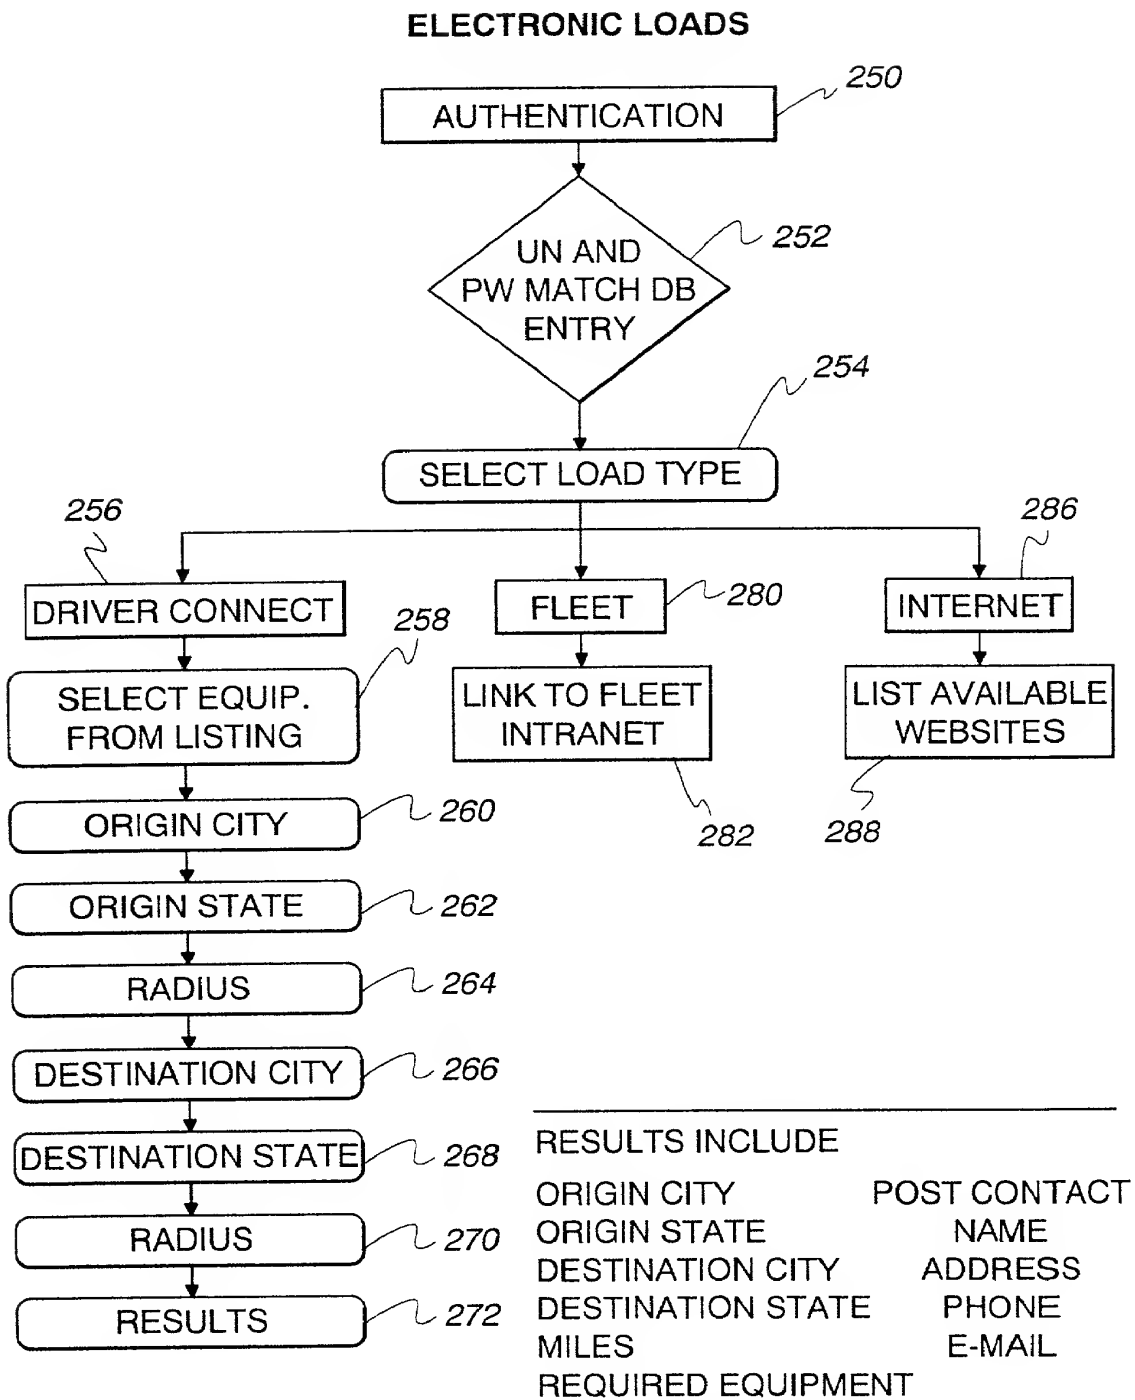 ELECTRONIC LOADS
250
AUTHENTICATION
252
UN AND
PW MATCH DB
ENTRY
254
SELECT LOAD TYPE
256
286
DRIVER CONNECT
FLEET
280
INTERNET
258
SELECT EQUIP.
FROM LISTING
LINK TO FLEET
INTRANET
LIST AVAILABLE
WEBSITES
282
288
ORIGIN CITY
260
ORIGIN STATE
262
RADIUS
264
DESTINATION CITY
266
DESTINATION STATE
268
RADIUS
270
RESULTS
272
RESULTS INCLUDE
ORIGIN CITY POST CONTACT
ORIGIN STATE NAME
DESTINATION CITY ADDRESS
DESTINATION STATE PHONE
MILES E-MAIL
REQUIRED EQUIPMENT